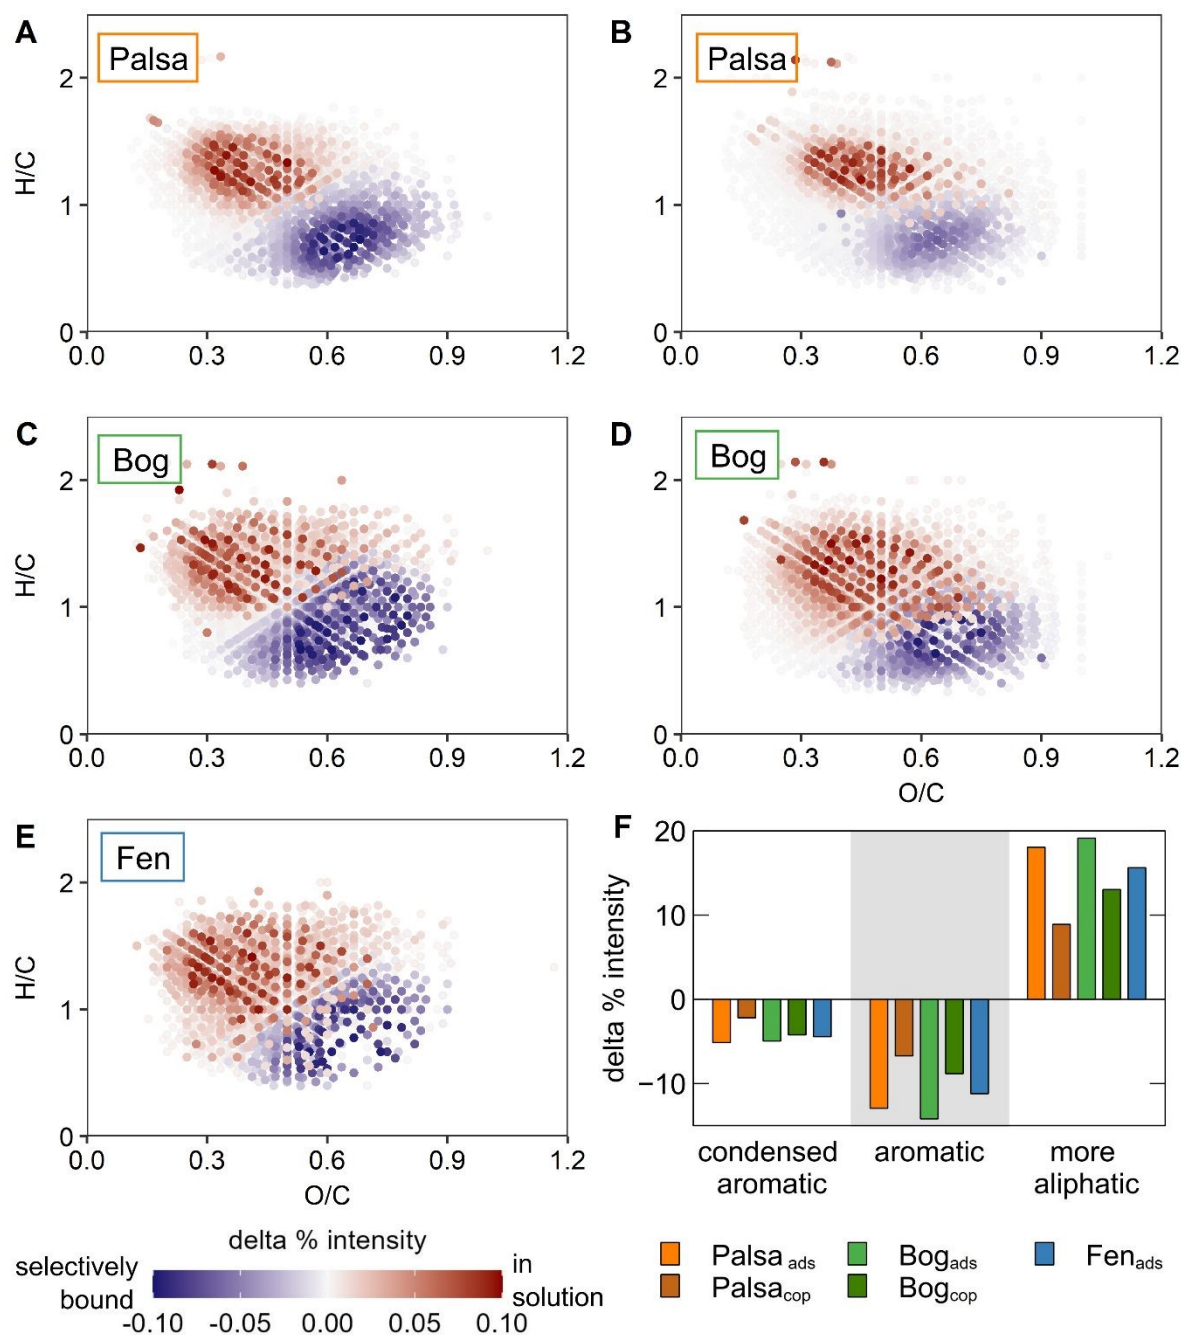 A
Palsa
H/C
2
1
0
0.0 0.3 0.6 0.9 1.2
B
Palsa
2
1
0
0.0 0.3 0.6 0.9 1.2
C
Bog
H/C
2
1
0
0.0 0.3 0.6 0.9 1.2
D
Bog
2
1
0
0.0 0.3 0.6 0.9 1.2
O/C
E
Fen
H/C
2
1
0
0.0 0.3 0.6 0.9 1.2
O/C
F
delta % intensity
20
10
0
−10
condensed
aromatic
aromatic
more
aliphatic
delta % intensity
selectively
bound
in
solution
-0.10 -0.05 0.00 0.05 0.10
Palsa ads
Bog ads
Fen ads
Palsa cop
Bog cop